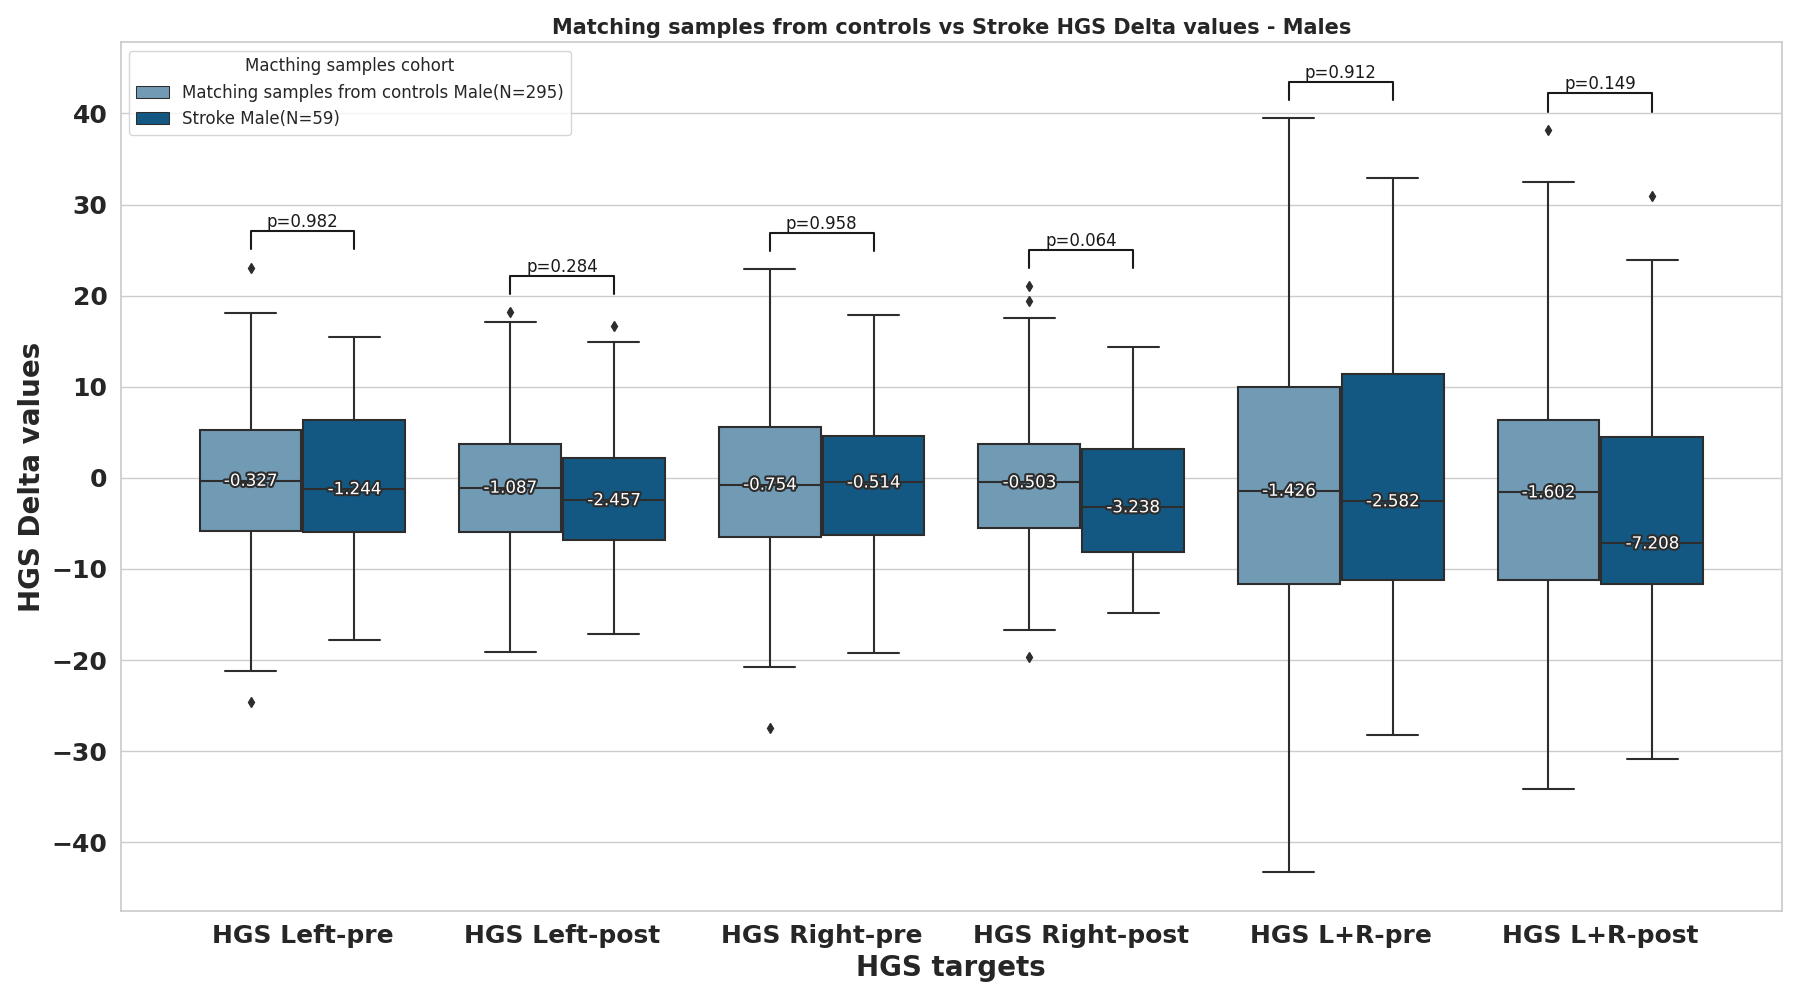 Matching samples from controls vs Stroke HGS Delta values - Males
Macthing samples cohort
Matching samples from controls Male(N=295)
Stroke Male(N=59)
HGS Delta values
40
30
20
10
0
−10
−20
−30
−40
p=0.982
p=0.284
p=0.958
p=0.064
p=0.912
p=0.149
-0.327
-1.244
-1.087
-2.457
-0.754
-0.514
-0.503
-3.238
-1.426
-2.582
-1.602
-7.208
HGS Left-pre
HGS Left-post
HGS Right-pre
HGS Right-post
HGS L+R-pre
HGS L+R-post
HGS targets